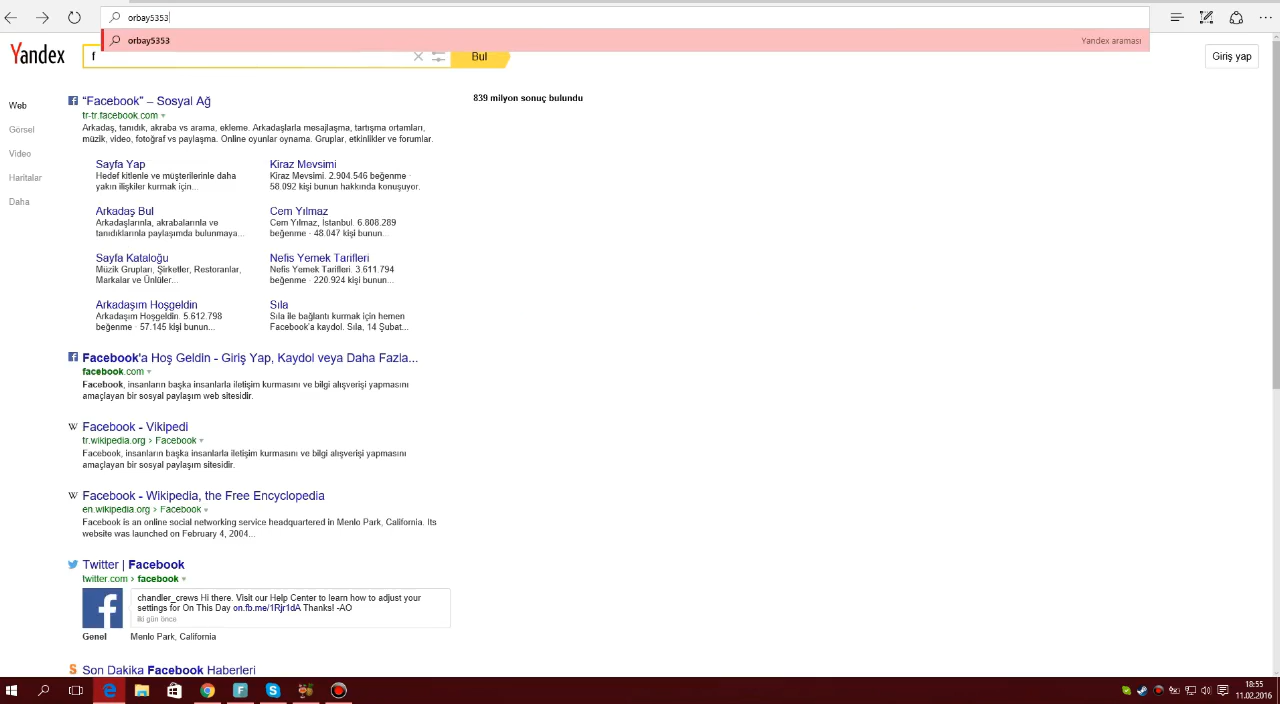 orbay5353
orbay5353
Yandex araması
Yandex
f
Bul
Giriş yap
Web
Görsel
Video
Haritalar
Daha
839 milyon sonuç bulundu
"Facebook" – Sosyal Ağ
tr-tr.facebook.com
Arkadaş, tanıdık, akraba vs arama, ekleme. Arkadaşlarla mesajlaşma, tartışma ortamları,
müzik, video, fotoğraf vs paylaşma. Online oyunlar oynama. Gruplar, etkinlikler ve forumlar.
Sayfa Yap
Hedef kitlenle ve müşterilerinle daha
yakın ilişkiler kurmak için...
Kiraz Mevsimi
Kiraz Mevsimi. 2.904.546 beğenme ·
58.092 kişi bunun hakkında konuşuyor.
Arkadaş Bul
Arkadaşlarınla, akrabalarınla ve
tanıdıklarınla paylaşımda bulunmaya...
Cem Yılmaz
Cem Yılmaz, İstanbul. 6.808.289
beğenme · 48.047 kişi bunun...
Sayfa Kataloğu
Müzik Grupları, Şirketler, Restoranlar,
Markalar ve Ünlüler...
Nefis Yemek Tarifleri
Nefis Yemek Tarifleri. 3.611.794
beğenme · 220.924 kişi bunun...
Arkadaşım Hoşgeldin
Arkadaşım Hoşgeldin. 5.612.798
beğenme · 57.145 kişi bunun...
Sıla
Sıla ile bağlantı kurmak için hemen
Facebook'a kaydol. Sıla, 14 Şubat...
Facebook'a Hoş Geldin - Giriş Yap, Kaydol veya Daha Fazla...
facebook.com
Facebook, insanların başka insanlarla iletişim kurmasını ve bilgi alışverişi yapmasını
amaçlayan bir sosyal paylaşım web sitesidir.
W Facebook - Vikipedi
tr.wikipedia.org > Facebook
Facebook, insanların başka insanlarla iletişim kurmasını ve bilgi alışverişi yapmasını
amaçlayan bir sosyal paylaşım sitesidir.
W Facebook - Wikipedia, the Free Encyclopedia
en.wikipedia.org > Facebook
Facebook is an online social networking service headquartered in Menlo Park, California. Its
website was launched on February 4, 2004...
Twitter | Facebook
twitter.com > facebook
chandler_crews Hi there. Visit our Help Center to learn how to adjust your
settings for On This Day on.fb.me/1Rjr1dA Thanks! -AO
iki gün önce
Genel
Menlo Park, California
S Son Dakika Facebook Haberleri
18:55
11.02.2016